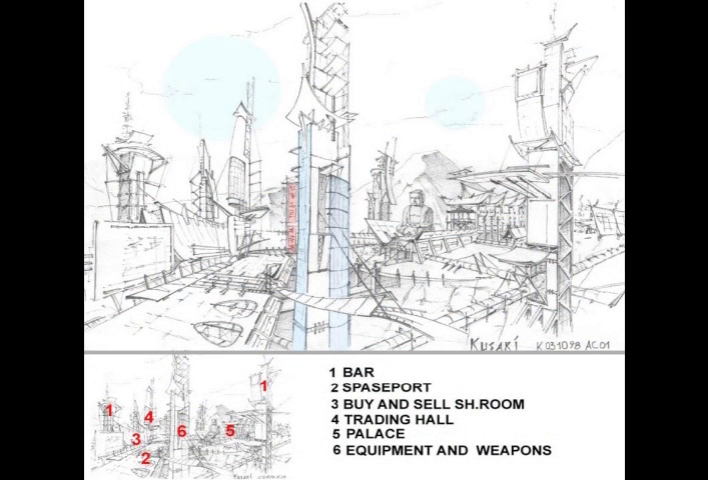 KUSARI K 031098 AC01
1
4
3
6
5
2
1
1 BAR
2 SPASEPORT
3 BUY AND SELL SH.ROOM
4 TRADING HALL
5 PALACE
6 EQUIPMENT AND WEAPONS